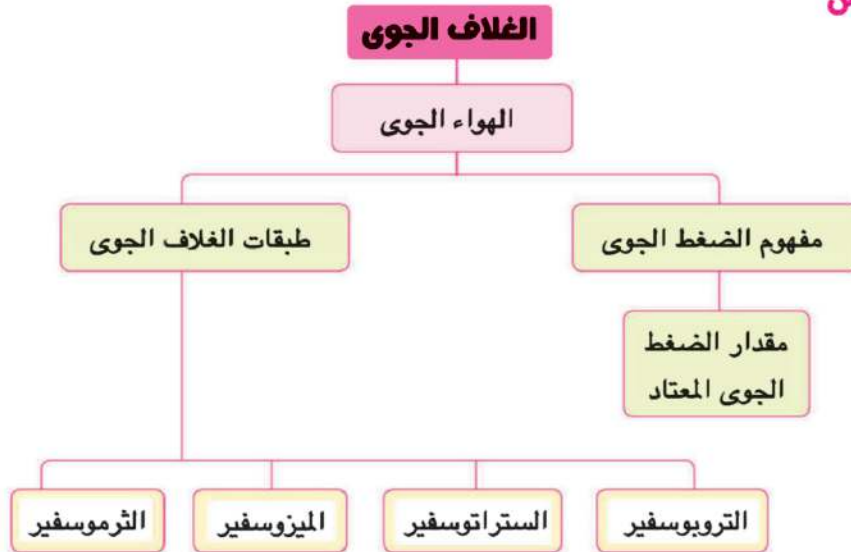 الغلاف الجوى
الهواء الجوى
مفهوم الضغط الجوى
طبقات الغلاف الجوى
مقدار الضغط
الجوى المعتاد
التروبوسفير
الستراتوسفير
الميزوسفير
الثرموسفير